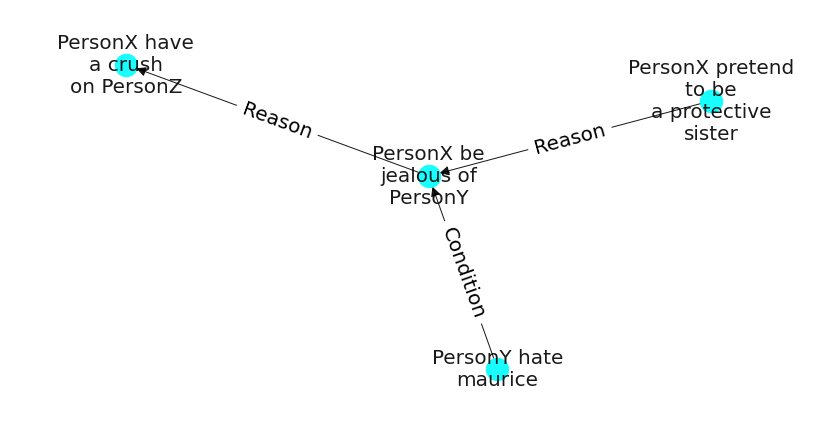 PersonX have
a crush
on PersonZ
PersonX pretend
to be
a protective
sister
Reason
Reason
PersonX be
jealous of
PersonY
Condition
PersonY hate
maurice